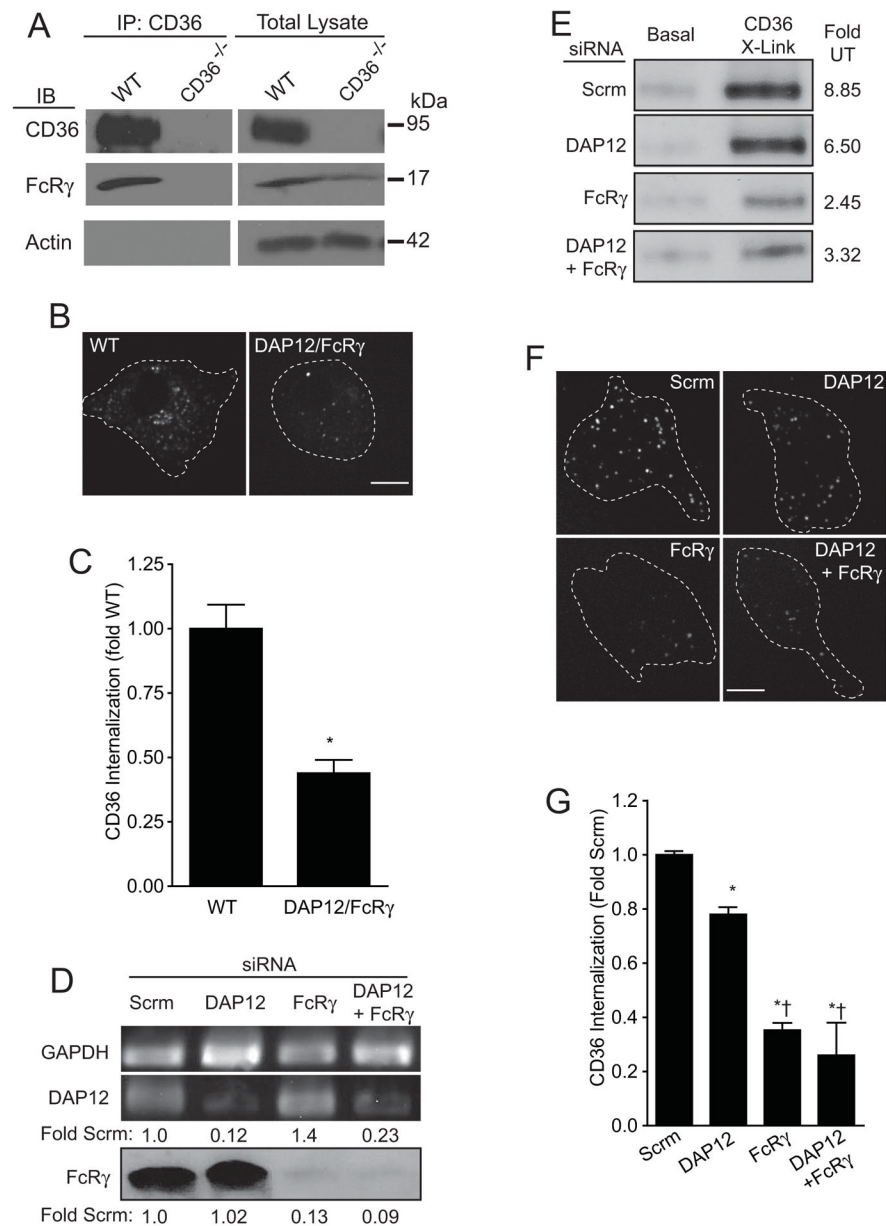 A
IP: CD36
Total Lysate
WT
CD36 -/-
WT
CD36 -/-
IB
kDa
CD36
95
FcRγ
17
Actin
42
B
WT
DAP12/FcRγ
C
CD36 Internalization (fold WT)
1.25
1.00
0.75
0.50
0.25
0.00
*
WT
DAP12/FcRγ
D
siRNA
Scrm
DAP12
FcRγ
DAP12
+ FcRγ
GAPDH
DAP12
Fold Scrm: 1.0 0.12 1.4 0.23
FcRγ
Fold Scrm: 1.0 1.02 0.13 0.09
E
siRNA
Basal
CD36
X-Link
Fold
UT
Scrm
8.85
DAP12
6.50
FcRγ
2.45
DAP12
+ FcRγ
3.32
F
Scrm
DAP12
FcRγ
DAP12
+ FcRγ
G
CD36 Internalization (Fold Scrm)
1.2
1.0
0.8
0.6
0.4
0.2
0.0
*
*†
*†
Scrm
DAP12
FcRγ
DAP12
+FcRγ